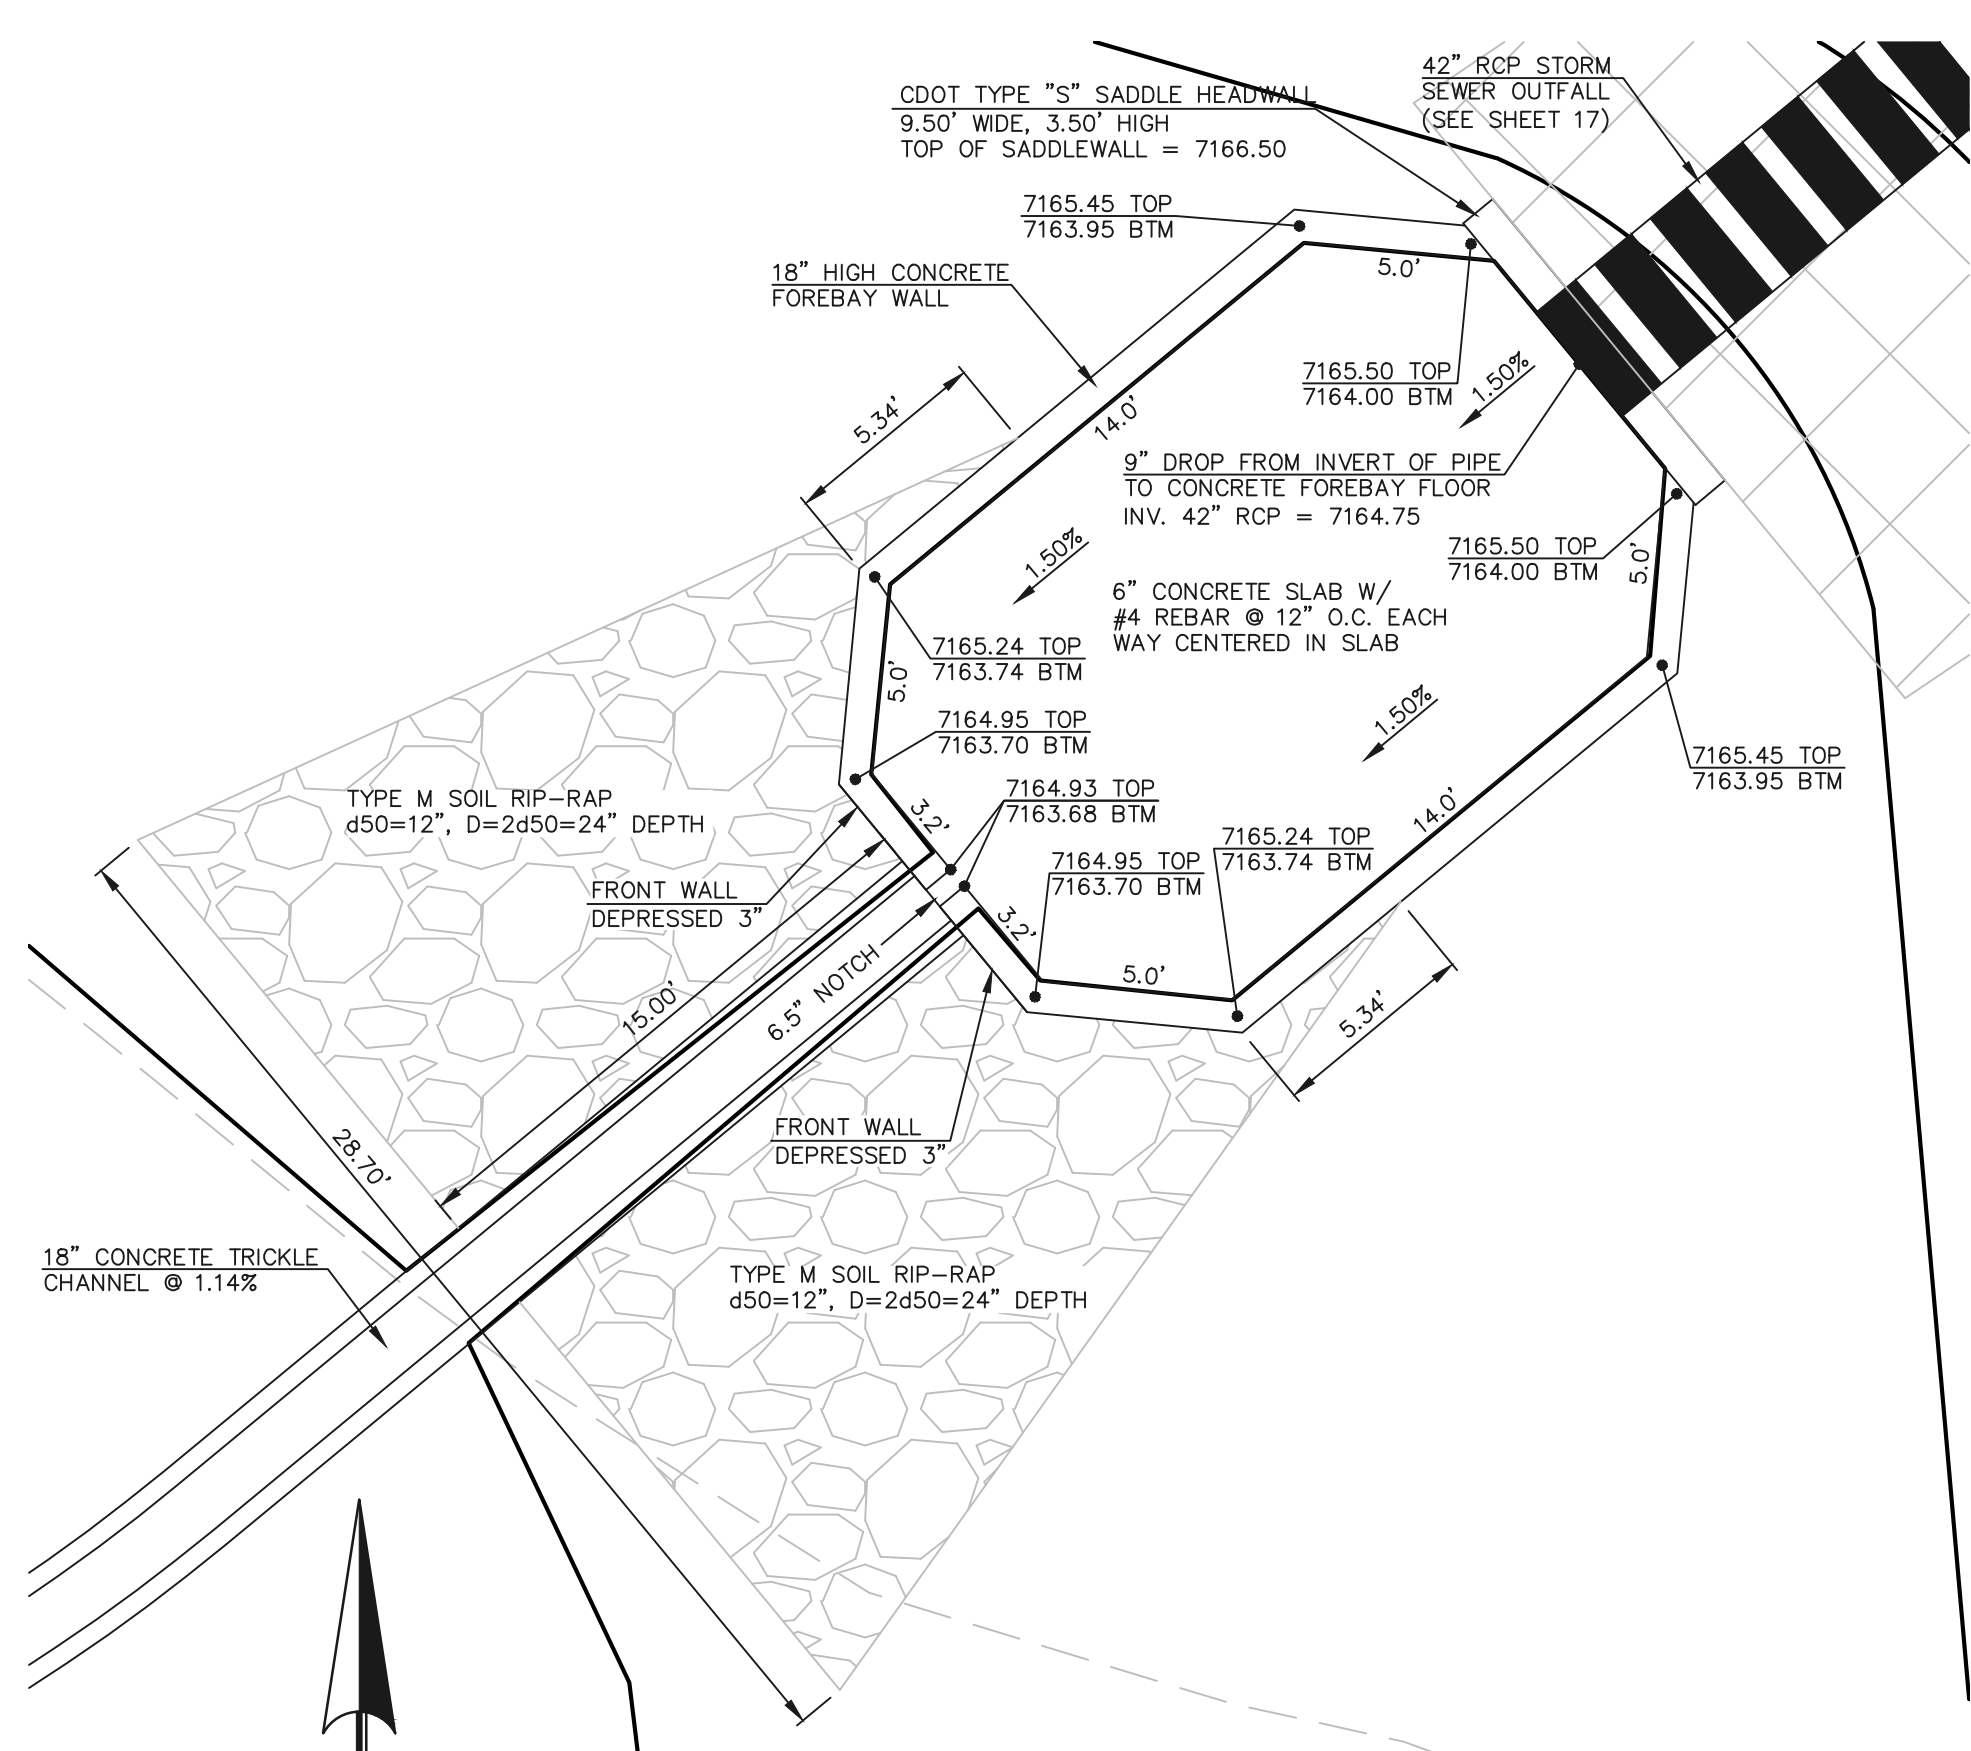 42" RCP STORM
SEWER OUTFALL
(SEE SHEET 17)
CDOT TYPE "S" SADDLE HEADWALL
9.50' WIDE, 3.50' HIGH
TOP OF SADDLEWALL = 7166.50
7165.45 TOP
7163.95 BTM
18" HIGH CONCRETE
FOREBAY WALL
5.0'
7165.50 TOP
7164.00 BTM
1.50%
5.34'
14.0'
9" DROP FROM INVERT OF PIPE
TO CONCRETE FOREBAY FLOOR
INV. 42" RCP = 7164.75
1.50%
7165.50 TOP
7164.00 BTM
5.0'
6" CONCRETE SLAB W/
#4 REBAR @ 12" O.C. EACH
WAY CENTERED IN SLAB
7165.24 TOP
7163.74 BTM
5.0'
7164.95 TOP
7163.70 BTM
1.50%
7165.45 TOP
7163.95 BTM
TYPE M SOIL RIP-RAP
d50=12", D=2d50=24" DEPTH
3.2'
7164.93 TOP
7163.68 BTM
14.0'
7165.24 TOP
7163.74 BTM
7164.95 TOP
7163.70 BTM
FRONT WALL
DEPRESSED 3"
3.2'
5.0'
6.5" NOTCH
15.00'
5.34'
28.70'
FRONT WALL
DEPRESSED 3"
18" CONCRETE TRICKLE
CHANNEL @ 1.14%
TYPE M SOIL RIP-RAP
d50=12", D=2d50=24" DEPTH